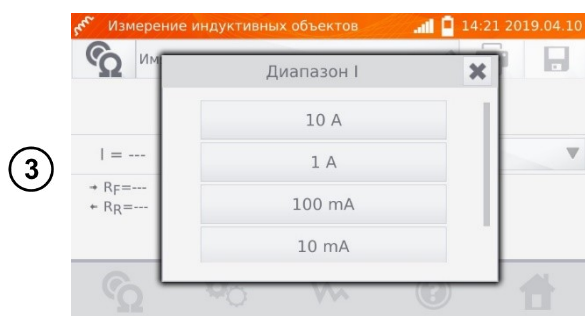 Измерение индуктивных объектов 14:21 2019.04.10
Диапазон I
10 A
1 A
3
I = ---
→ RF=---
100 mA
← RR=---
10 mA